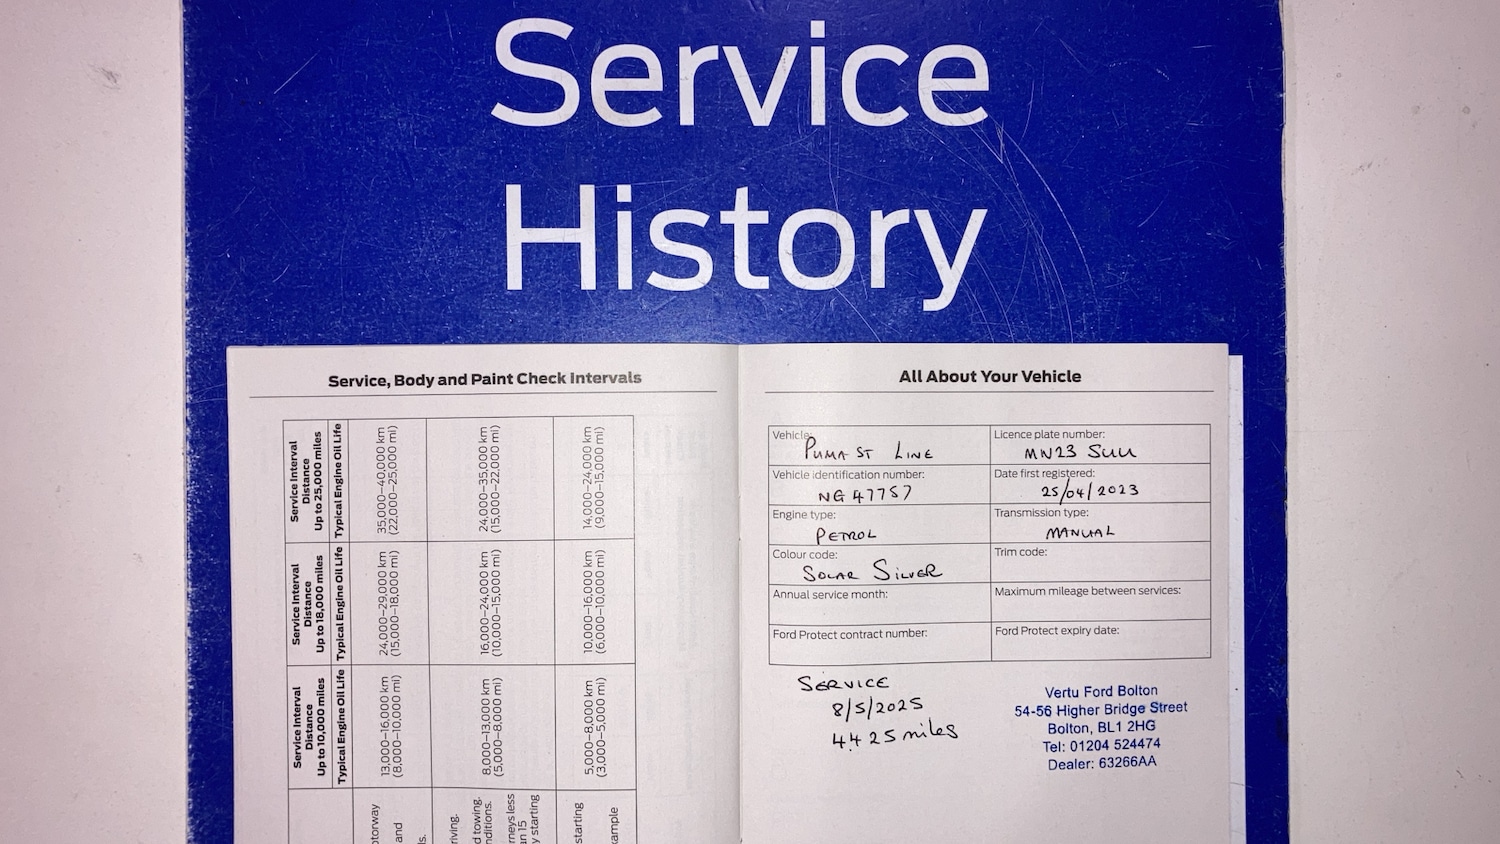 Service
History
Service, Body and Paint Check Intervals
Service Interval
Distance
Up to 25,000 miles
Typical Engine Oil Life
35,000–40,000 km
(22,000–25,000 mi)
24,000–35,000 km
(15,000–22,000 mi)
14,000–24,000 km
(9,000–15,000 mi)
Service Interval
Distance
Up to 18,000 miles
Typical Engine Oil Life
24,000–29,000 km
(15,000–18,000 mi)
16,000–24,000 km
(10,000–15,000 mi)
10,000–16,000 km
(6,000–10,000 mi)
Service Interval
Distance
Up to 10,000 miles
Typical Engine Oil Life
13,000–16,000 km
(8,000–10,000 mi)
8,000–13,000 km
(5,000–8,000 mi)
5,000–8,000 km
(3,000–5,000 mi)
and
towing.
less
15
starting
starting
All About Your Vehicle
Vehicle:
PUMA ST LINE
Licence plate number:
MN23 SUU
Vehicle identification number:
NG 47757
Date first registered:
25/04/2023
Engine type:
PETROL
Transmission type:
MANUAL
Colour code:
SOLAR SILVER
Trim code:
Annual service month:
Maximum mileage between services:
Ford Protect contract number:
Ford Protect expiry date:
SERVICE
8/5/2025
4425 miles
Vertu Ford Bolton
54-56 Higher Bridge Street
Bolton, BL1 2HG
Tel: 01204 524474
Dealer: 63266AA